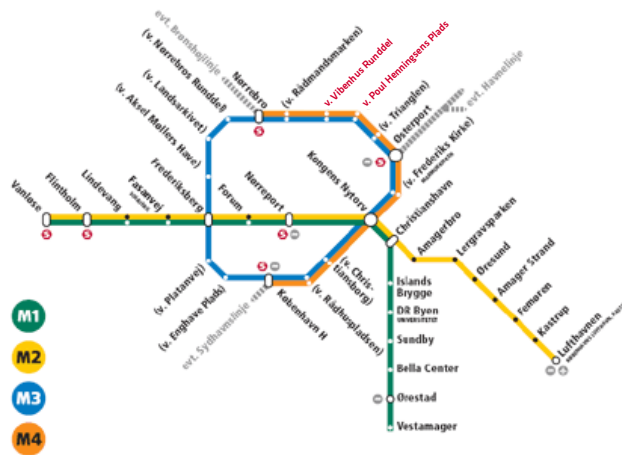 evt. Brønshøjlinje
(v. Nørrebros Runddel)
(v. Landsarkivet)
(v. Aksel Møllers Have)
Nørrebro
(v. Rådmandsmarken)
v. Vibenhus Runddel
v. Poul Henningsens Plads
(v. Trianglen)
Østerport
evt. Havnelinje
(v. Frederiks Kirke)
Vanløse
Flintholm
Lindevang
Fasanvej
Frederiksberg
Forum
Nørreport
Kongens Nytorv
Christianshavn
Amagerbro
Lergravsparken
Øresund
Amager Strand
Femøren
Kastrup
Lufthavnen
(v. Platanvej)
(v. Enghave Plads)
evt. Sydhavnslinje
København H
(v. Rådhuspladsen)
(v. Chris-
tiansborg)
Islands
Brygge
DR Byen
UNIVERSITETET
Sundby
Bella Center
Ørestad
Vestamager
S
S
S
S
S
S
M1
M2
M3
M4